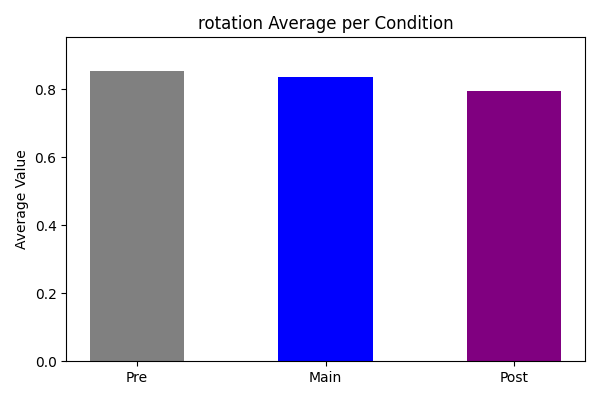 rotation Average per Condition
Average Value
0.8
0.6
0.4
0.2
0.0
Pre
Main
Post